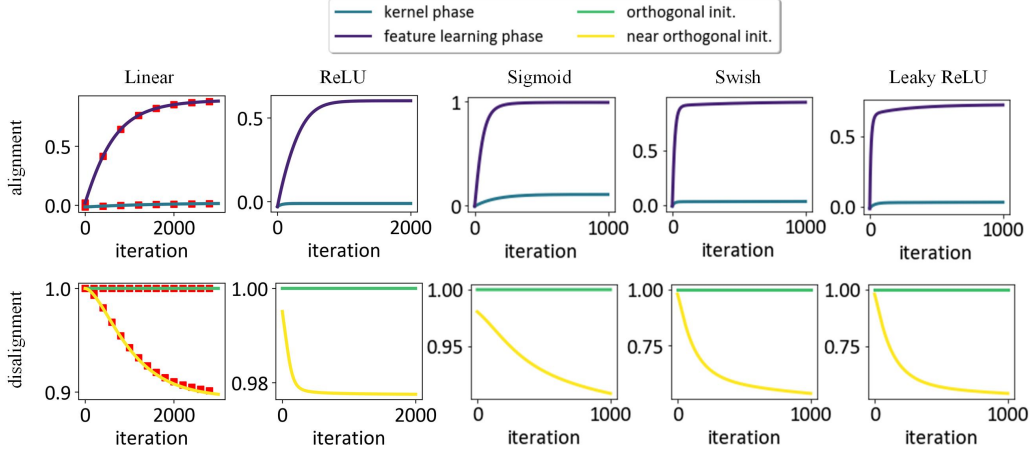 kernel phase
orthogonal init.
feature learning phase
near orthogonal init.
Linear
ReLU
Sigmoid
Swish
Leaky ReLU
alignment
0.5
0.0
0 2000
iteration
0.5
0.0
0 2000
iteration
1
0
0 1000
iteration
0.5
0.0
0 1000
iteration
0.5
0.0
0 1000
iteration
disalignment
1.0
0.9
0 2000
iteration
1.00
0.98
0 2000
iteration
1.00
0.95
0 1000
iteration
1.00
0.75
0 1000
iteration
1.00
0.75
0 1000
iteration